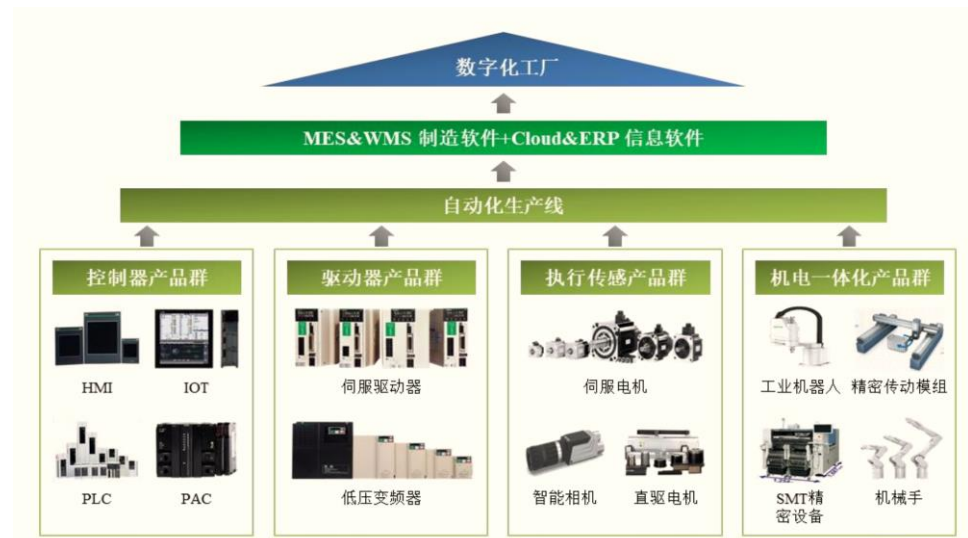 数字化工厂
MES&WMS 制造软件+Cloud&ERP 信息软件
自动化生产线
控制器产品群
驱动器产品群
执行传感产品群
机电一体化产品群
HMI
IOT
伺服驱动器
伺服电机
工业机器人
精密传动模组
PLC
PAC
低压变频器
智能相机
直驱电机
SMT精
密设备
机械手